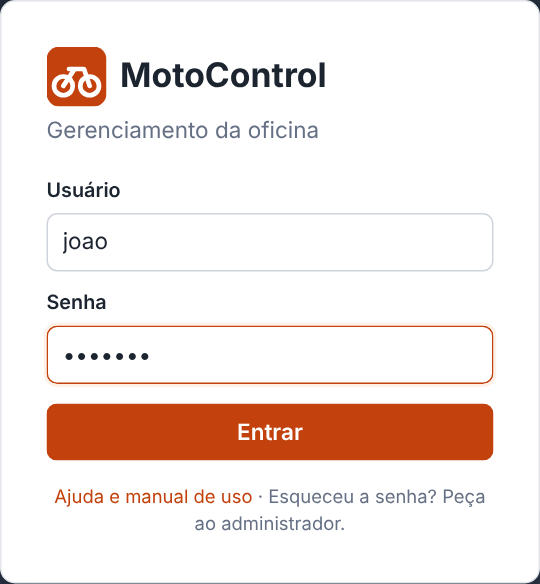 MotoControl
Gerenciamento da oficina
Usuário
joao
Senha
•••••••
Entrar
Ajuda e manual de uso · Esqueceu a senha? Peça
ao administrador.